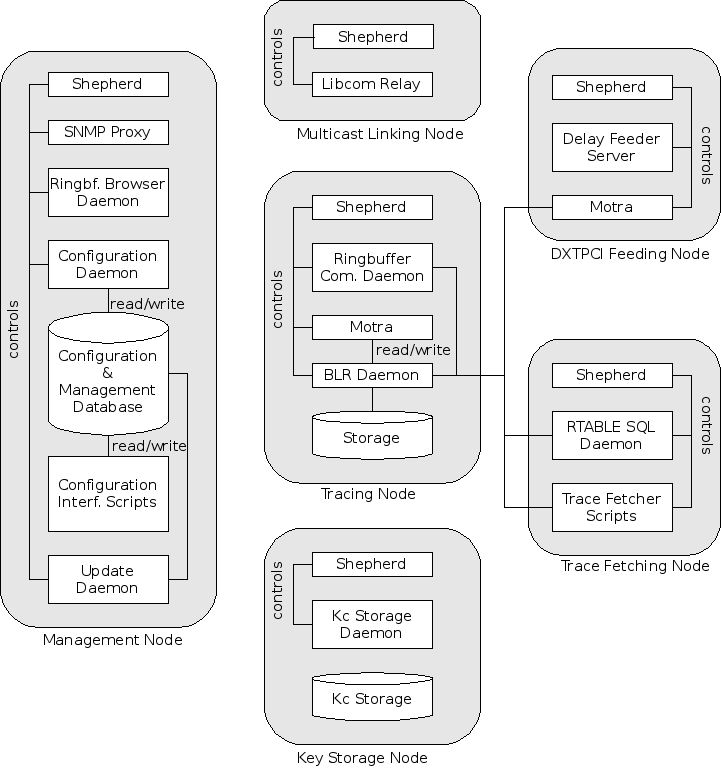 Shepherd
SNMP Proxy
Ringbf. Browser
Daemon
Configuration
Daemon
read/write
Configuration
&
Management
Database
read/write
Configuration
Interf. Scripts
Update
Daemon
controls
Management Node
controls
Shepherd
Libcom Relay
Multicast Linking Node
controls
Shepherd
Ringbuffer
Com. Daemon
Motra
read/write
BLR Daemon
Storage
Tracing Node
controls
Shepherd
Kc Storage
Daemon
Kc Storage
Key Storage Node
Shepherd
Delay Feeder
Server
Motra
controls
DXTPCI Feeding Node
Shepherd
RTABLE SQL
Daemon
Trace Fetcher
Scripts
controls
Trace Fetching Node